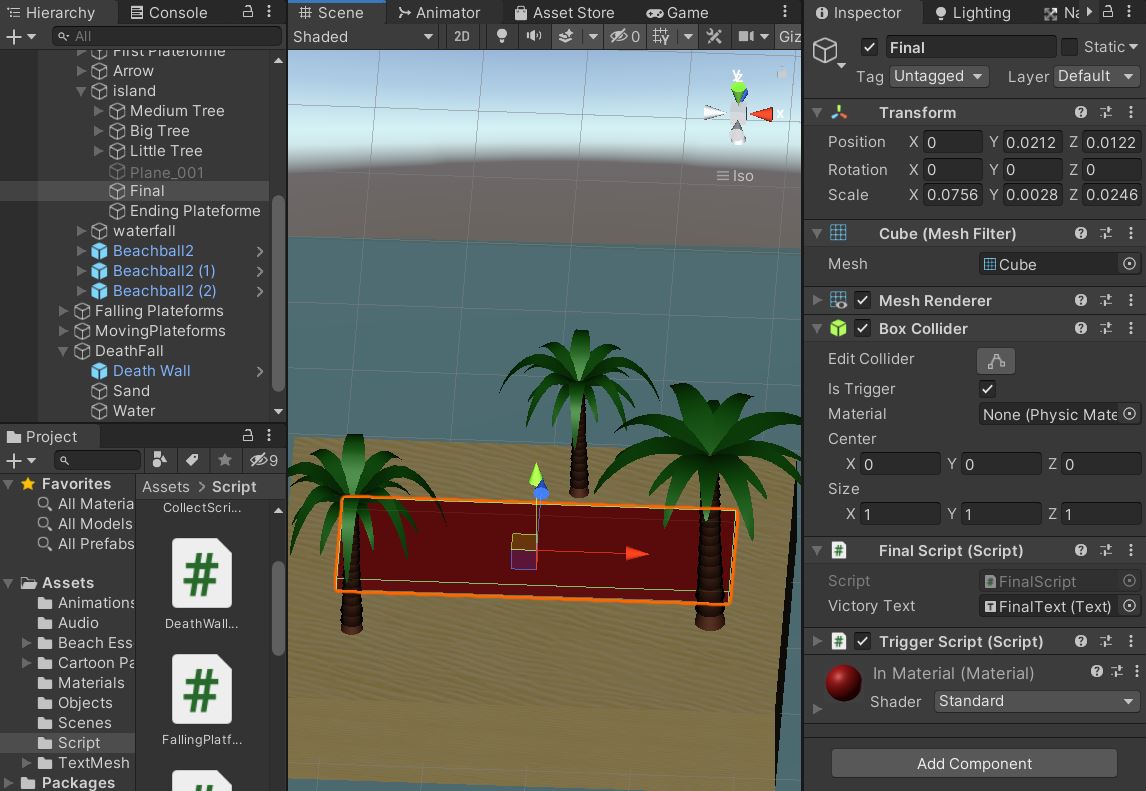 Hierarchy
Console
All
First Plateforme
Arrow
island
Medium Tree
Big Tree
Little Tree
Plane_001
Final
Ending Plateforme
waterfall
Beachball2
Beachball2 (1)
Beachball2 (2)
Falling Plateforms
MovingPlateforms
DeathFall
Death Wall
Sand
Water
Project
9
Favorites
All Materia
All Models
All Prefabs
Assets
Animations
Audio
Beach Ess
Cartoon Pa
Materials
Objects
Scenes
Script
TextMesh
Packages
Assets > Script
CollectScri...
#
DeathWall...
#
FallingPlatf...
Scene
Animator
Asset Store
Game
Shaded
2D
0
Giz
y
x
Iso
Inspector
Lighting
Na
Final
Static
Tag Untagged Layer Default
Transform
Position X 0 Y 0.0212 Z 0.0122
Rotation X 0 Y 0 Z 0
Scale X 0.0756 Y 0.0028 Z 0.0246
Cube (Mesh Filter)
Mesh Cube
Mesh Renderer
Box Collider
Edit Collider
Is Trigger
Material None (Physic Mate
Center
X 0 Y 0 Z 0
Size
X 1 Y 1 Z 1
# Final Script (Script)
Script # FinalScript
Victory Text T FinalText (Text)
# Trigger Script (Script)
In Material (Material)
Shader Standard
Add Component